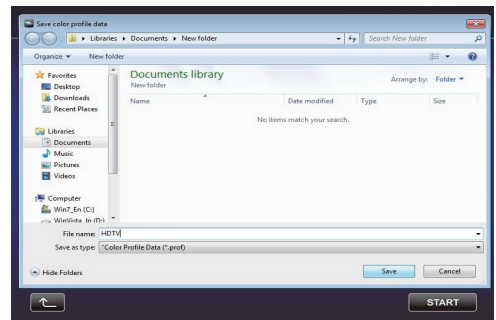 Save color profile data
Libraries ▸ Documents ▸ New folder
Search New folder
Organize ▾ New folder
Favorites
Desktop
Downloads
Recent Places
Libraries
Documents
Music
Pictures
Videos
Computer
Win7_En (C:)
WinVista_In (D:)
Documents library
New folder
Arrange by: Folder ▾
Name Date modified Type Size
No items match your search.
File name: HDTV
Save as type: "Color Profile Data (*.prof)
Hide Folders
Save Cancel
START